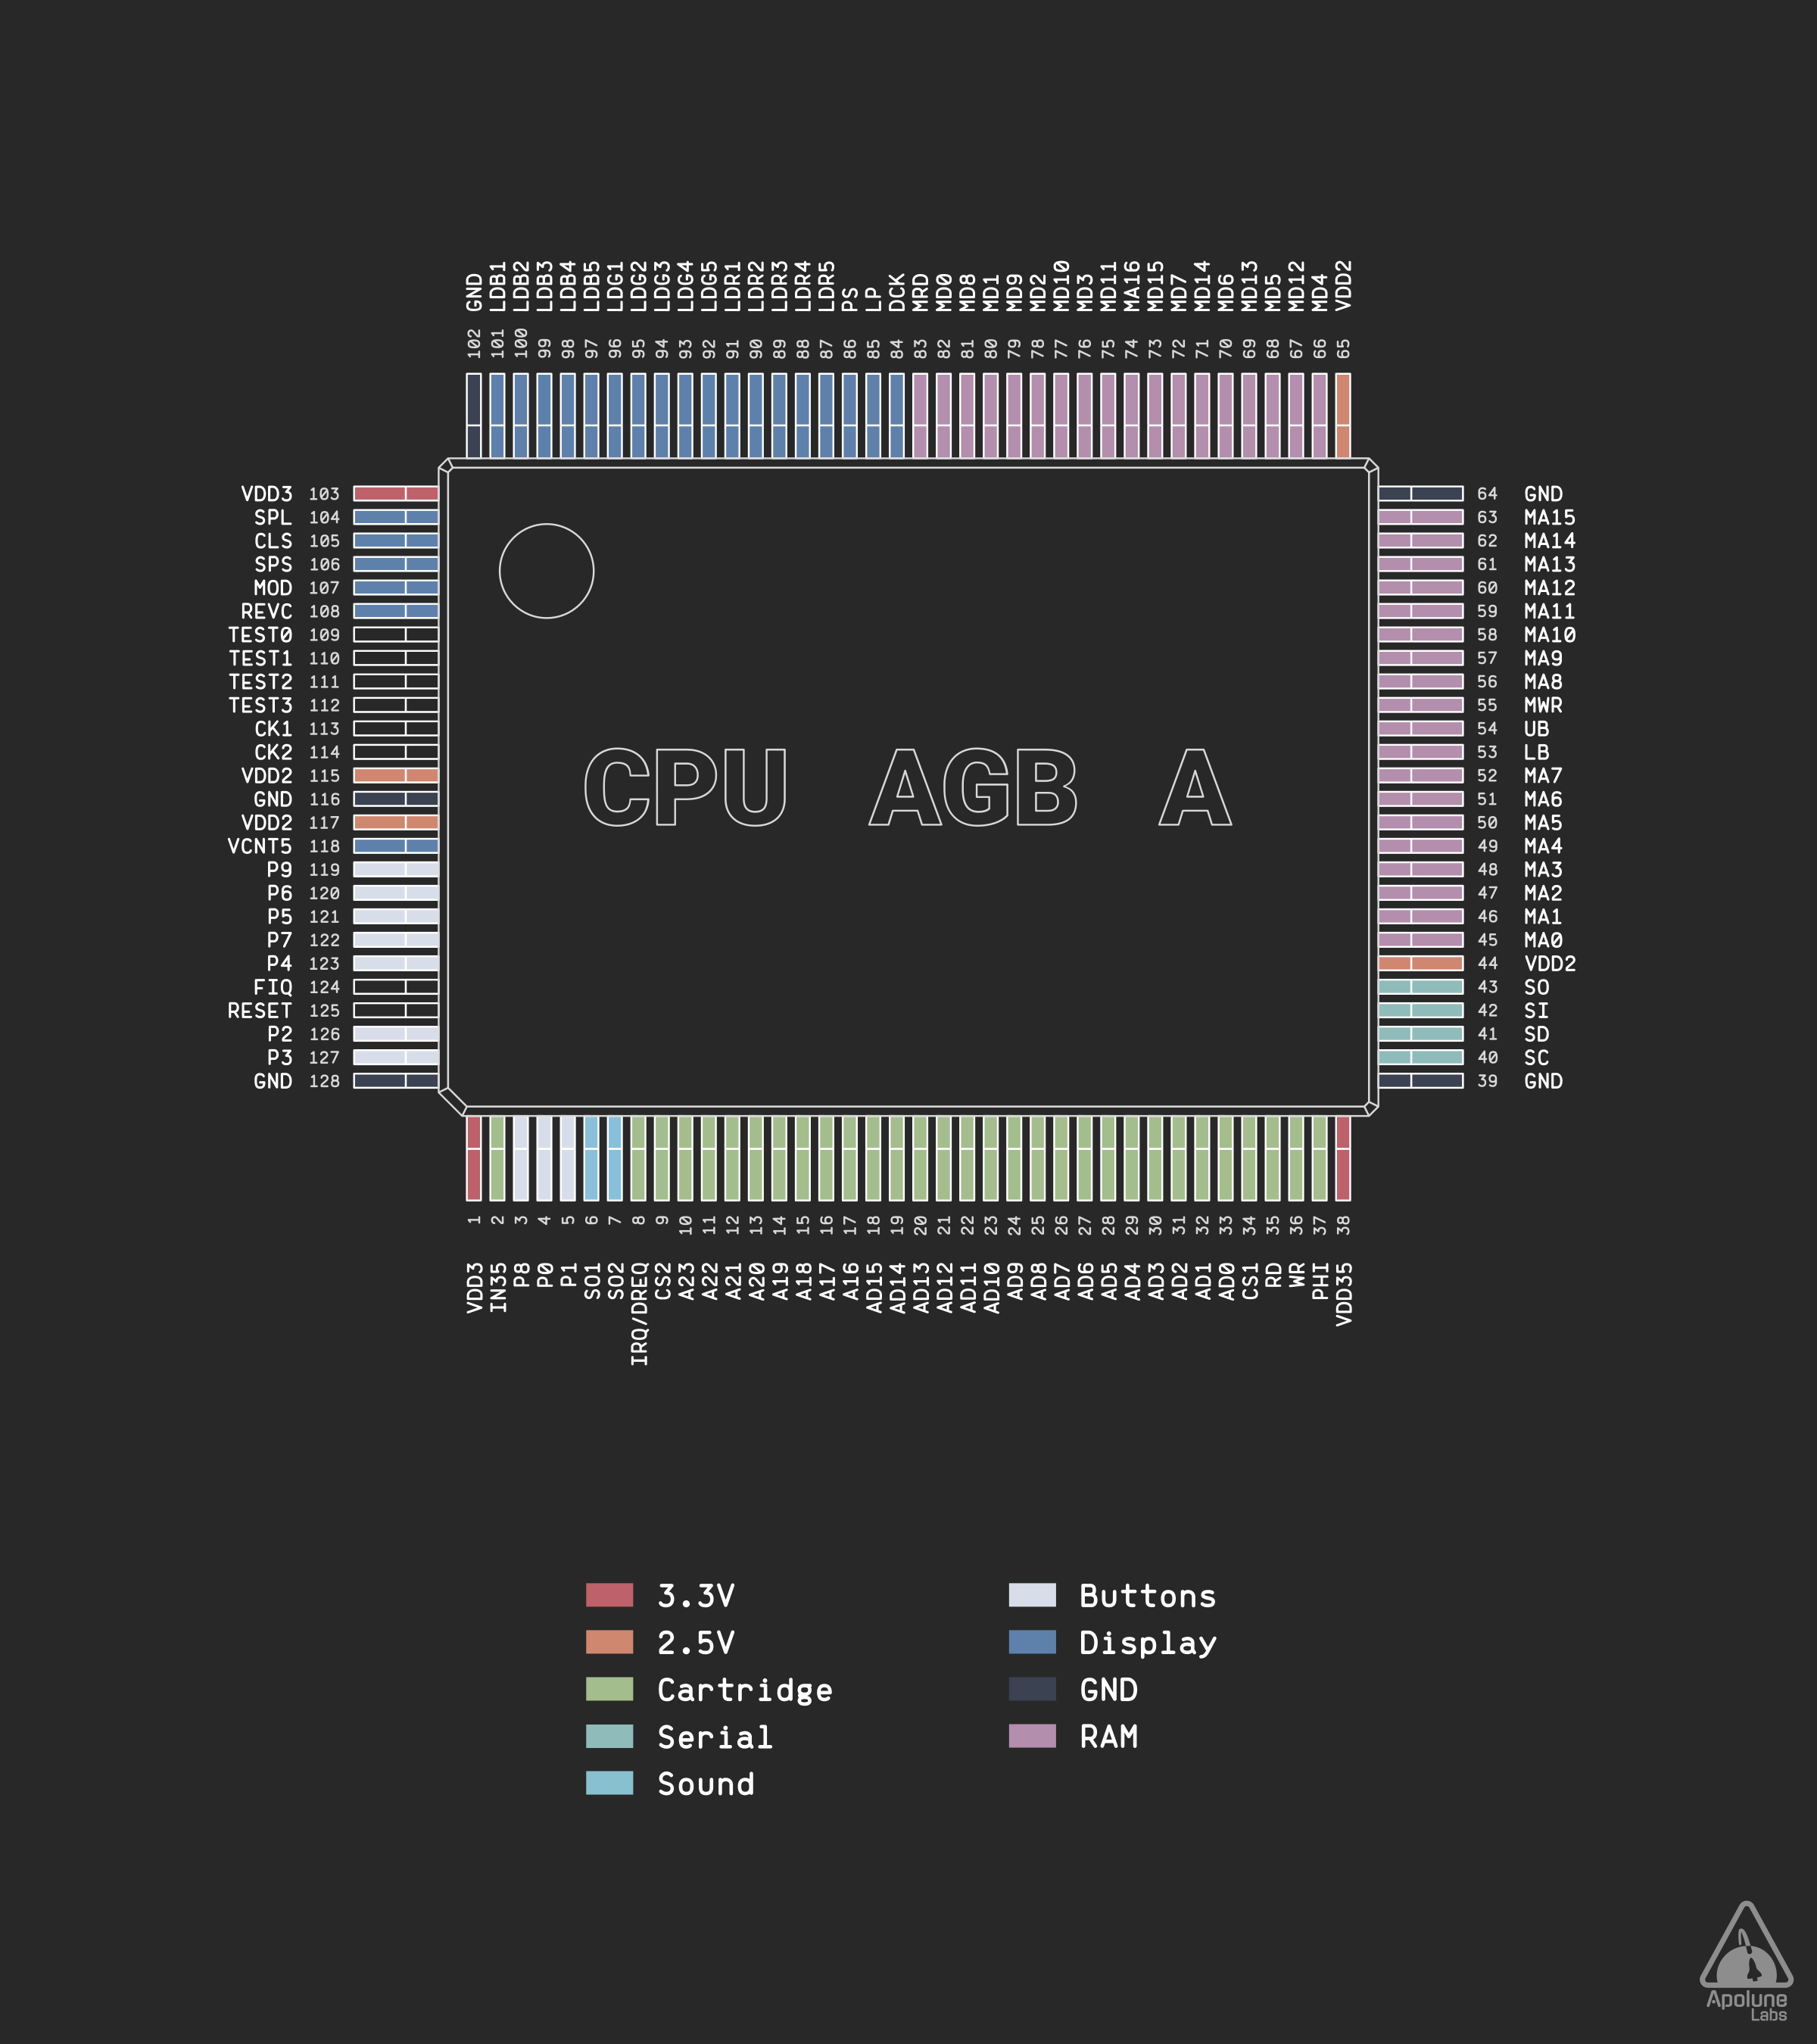 GND LDB1 LDB2 LDB3 LDB4 LDB5 LDG1 LDG2 LDG3 LDG4 LDG5 LDR1 LDR2 LDR3 LDR4 LDR5 PS LP DCK MRD MD0 MD8 MD1 MD9 MD2 MD10 MD3 MD11 MA16 MD15 MD7 MD14 MD6 MD13 MD5 MD12 MD4 VDD2
102 101 100 99 98 97 96 95 94 93 92 91 90 89 88 87 86 85 84 83 82 81 80 79 78 77 76 75 74 73 72 71 70 69 68 67 66 65
VDD3 103 64 GND
SPL 104 63 MA15
CLS 105 62 MA14
SPS 106 61 MA13
MOD 107 60 MA12
REVC 108 59 MA11
TEST0 109 58 MA10
TEST1 110 57 MA9
TEST2 111 56 MA8
TEST3 112 55 MWR
CK1 113 54 UB
CK2 114 53 LB
VDD2 115 52 MA7
GND 116 51 MA6
VDD2 117 50 MA5
VCNT5 118 49 MA4
P9 119 48 MA3
P6 120 47 MA2
P5 121 46 MA1
P7 122 45 MA0
P4 123 44 VDD2
FIQ 124 43 SO
RESET 125 42 SI
P2 126 41 SD
P3 127 40 SC
GND 128 39 GND
CPU AGB A
1 2 3 4 5 6 7 8 9 10 11 12 13 14 15 16 17 18 19 20 21 22 23 24 25 26 27 28 29 30 31 32 33 34 35 36 37 38
VDD3 IN35 P8 P0 P1 SO1 SO2 IRQ/DREQ CS2 A23 A22 A21 A20 A19 A18 A17 A16 AD15 AD14 AD13 AD12 AD11 AD10 AD9 AD8 AD7 AD6 AD5 AD4 AD3 AD2 AD1 AD0 CS1 RD WR PHI VDD35
3.3V
2.5V
Cartridge
Serial
Sound
Buttons
Display
GND
RAM
Apolune
Labs